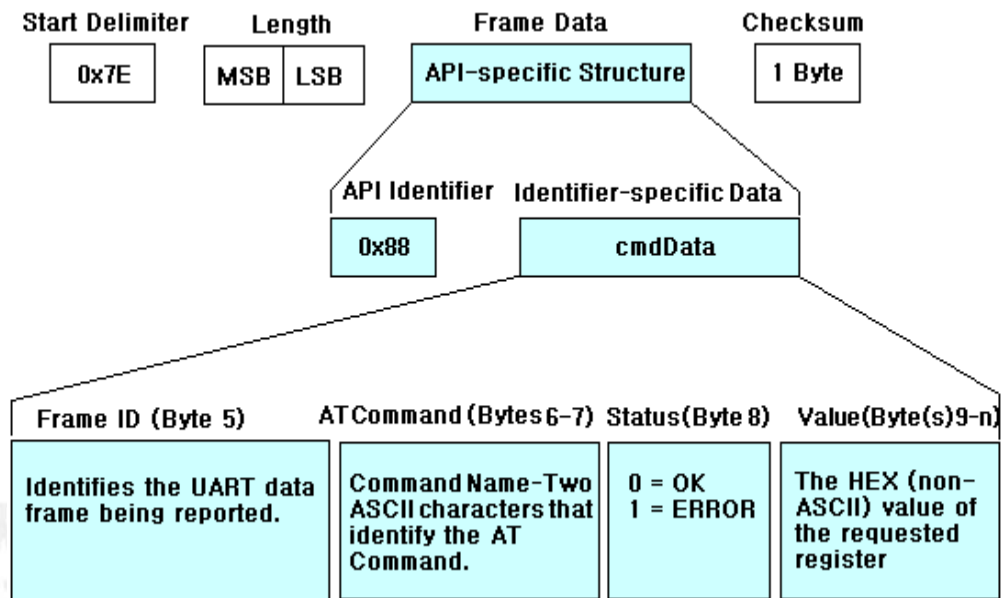 Start Delimiter Length Frame Data Checksum
0x7E MSB LSB API-specific Structure 1 Byte
API Identifier Identifier-specific Data
0x88 cmdData
Frame ID (Byte 5) AT Command (Bytes 6-7) Status(Byte 8) Value(Byte(s)9-n)
Identifies the UART data
frame being reported.
Command Name-Two
ASCII characters that
identify the AT
Command.
0 = OK
1 = ERROR
The HEX (non-
ASCII) value of
the requested
register